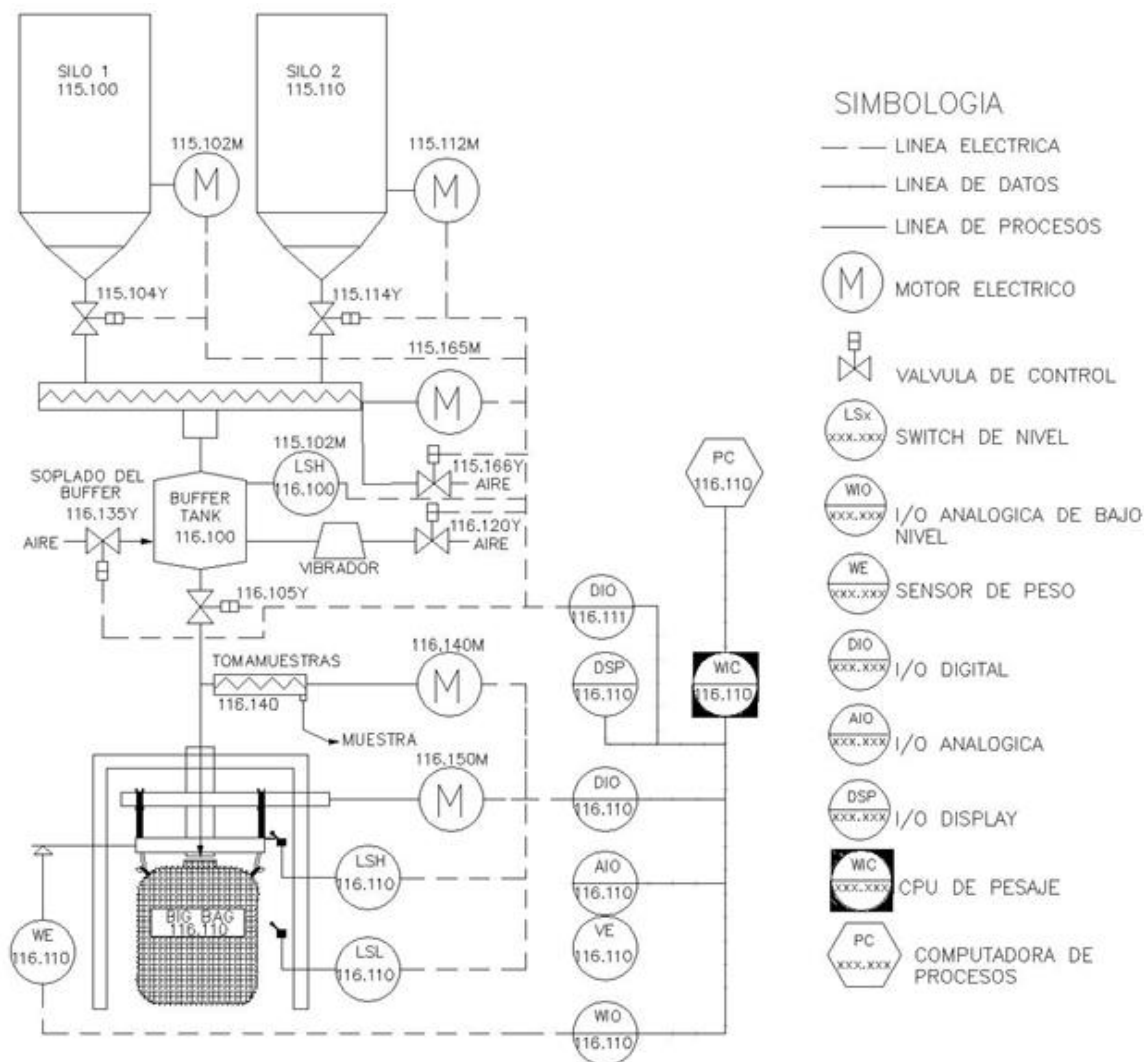 SILO 1
115.100
SILO 2
115.110
115.102M
M
115.112M
M
115.104Y
115.114Y
115.165M
M
115.102M
LSH
116.100
115.166Y
AIRE
SOPLADO DEL
BUFFER
116.135Y
AIRE
BUFFER
TANK
116.100
VIBRADOR
116.120Y
AIRE
116.105Y
TOMAMUESTRAS
116.140
116.140M
M
MUESTRA
116.150M
M
BIG BAG
116.110
WE
116.110
LSH
116.110
LSL
116.110
DIO
116.111
DSP
116.110
DIO
116.110
AIO
116.110
VE
116.110
WIO
116.110
PC
116.110
WIC
116.110
SIMBOLOGIA
LINEA ELECTRICA
LINEA DE DATOS
LINEA DE PROCESOS
M
MOTOR ELECTRICO
VALVULA DE CONTROL
LSx
xxx.xxx
SWITCH DE NIVEL
WIO
xxx.xxx
I/O ANALOGICA DE BAJO
NIVEL
WE
xxx.xxx
SENSOR DE PESO
DIO
xxx.xxx
I/O DIGITAL
AIO
xxx.xxx
I/O ANALOGICA
DSP
xxx.xxx
I/O DISPLAY
WIC
xxx.xxx
CPU DE PESAJE
PC
xxx.xxx
COMPUTADORA DE
PROCESOS